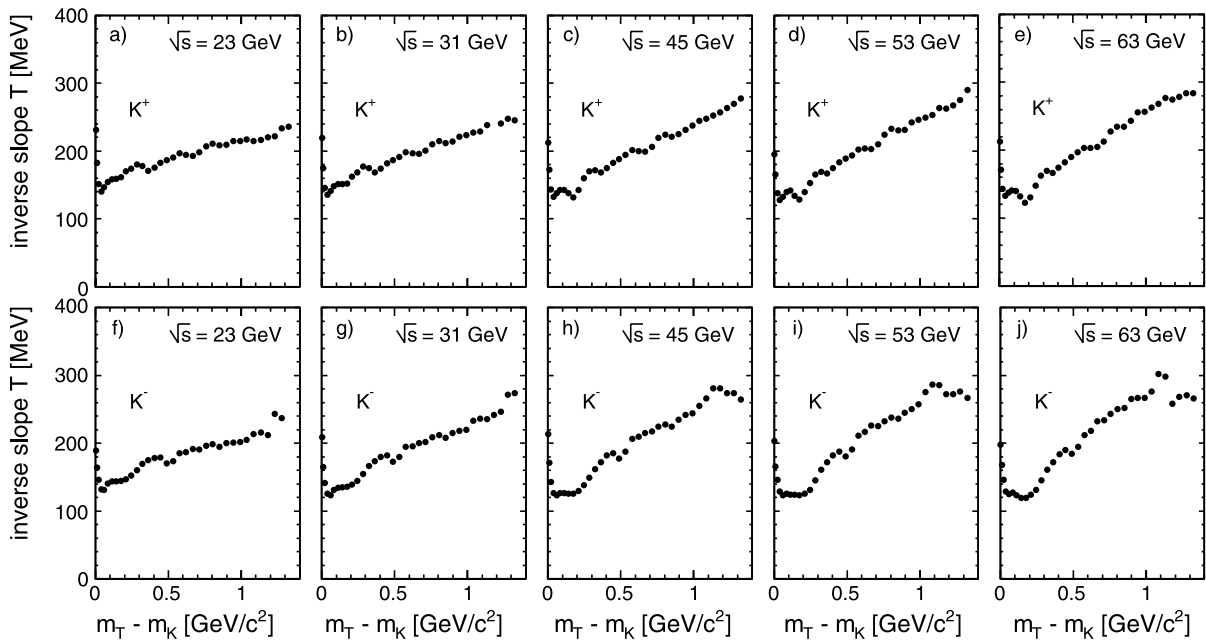 inverse slope T [MeV]
400
300
200
100
0
a)
√s = 23 GeV
K+
b)
√s = 31 GeV
K+
c)
√s = 45 GeV
K+
d)
√s = 53 GeV
K+
e)
√s = 63 GeV
K+
inverse slope T [MeV]
400
300
200
100
0
f)
√s = 23 GeV
K-
g)
√s = 31 GeV
K-
h)
√s = 45 GeV
K-
i)
√s = 53 GeV
K-
j)
√s = 63 GeV
K-
0 0.5 1 0 0.5 1 0 0.5 1 0 0.5 1 0 0.5 1
mT - mK [GeV/c2] mT - mK [GeV/c2] mT - mK [GeV/c2] mT - mK [GeV/c2] mT - mK [GeV/c2]